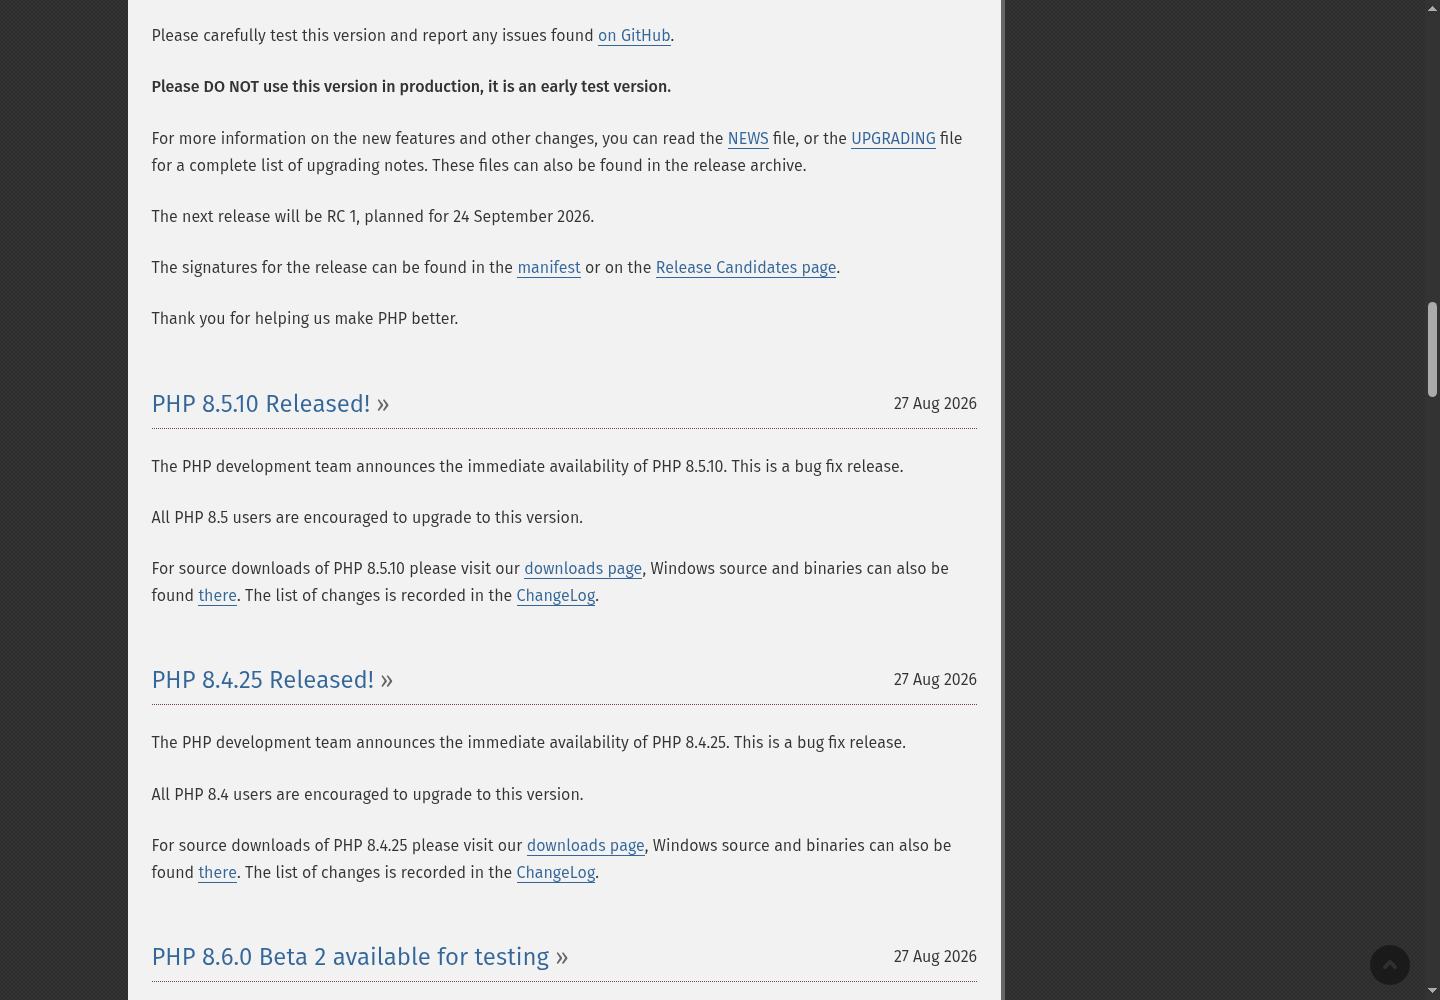 Please carefully test this version and report any issues found on GitHub.
Please DO NOT use this version in production, it is an early test version.
For more information on the new features and other changes, you can read the NEWS file, or the UPGRADING file
for a complete list of upgrading notes. These files can also be found in the release archive.
The next release will be RC 1, planned for 24 September 2026.
The signatures for the release can be found in the manifest or on the Release Candidates page.
Thank you for helping us make PHP better.
PHP 8.5.10 Released! » 27 Aug 2026
The PHP development team announces the immediate availability of PHP 8.5.10. This is a bug fix release.
All PHP 8.5 users are encouraged to upgrade to this version.
For source downloads of PHP 8.5.10 please visit our downloads page, Windows source and binaries can also be
found there. The list of changes is recorded in the ChangeLog.
PHP 8.4.25 Released! » 27 Aug 2026
The PHP development team announces the immediate availability of PHP 8.4.25. This is a bug fix release.
All PHP 8.4 users are encouraged to upgrade to this version.
For source downloads of PHP 8.4.25 please visit our downloads page, Windows source and binaries can also be
found there. The list of changes is recorded in the ChangeLog.
PHP 8.6.0 Beta 2 available for testing » 27 Aug 2026